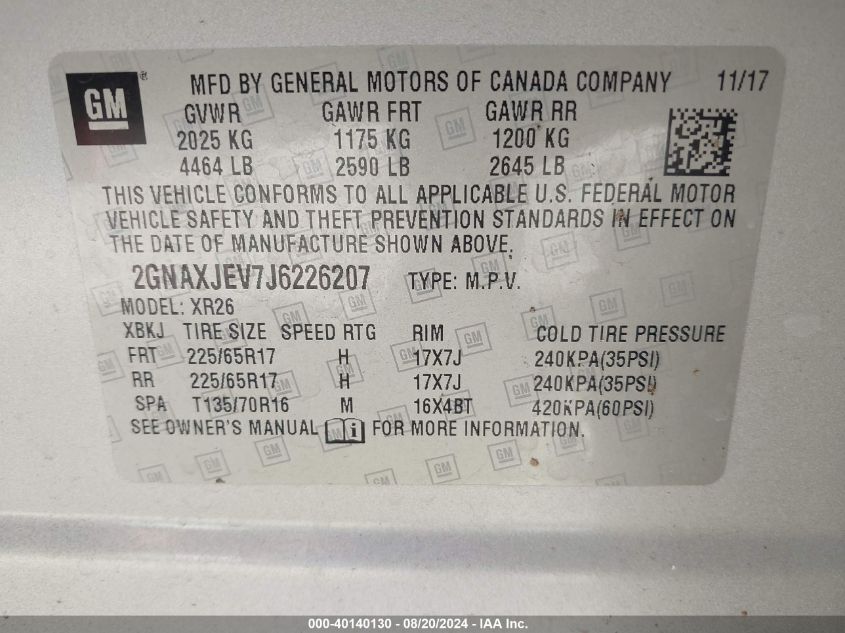 GM ® MFD BY GENERAL MOTORS OF CANADA COMPANY 11/17
GVWR GAWR FRT GAWR RR
2025 KG 1175 KG 1200 KG
4464 LB 2590 LB 2645 LB
THIS VEHICLE CONFORMS TO ALL APPLICABLE U.S. FEDERAL MOTOR
VEHICLE SAFETY AND THEFT PREVENTION STANDARDS IN EFFECT ON
THE DATE OF MANUFACTURE SHOWN ABOVE.
2GNAXJEV7J6226207 TYPE: M.P.V.
MODEL: XR26
XBKJ TIRE SIZE SPEED RTG RIM COLD TIRE PRESSURE
FRT 225/65R17 H 17X7J 240KPA(35PSI)
RR 225/65R17 H 17X7J 240KPA(35PSI)
SPA T135/70R16 M 16X4BT 420KPA(60PSI)
SEE OWNER'S MANUAL i FOR MORE INFORMATION.
000-40140130 - 08/20/2024 - IAA Inc.